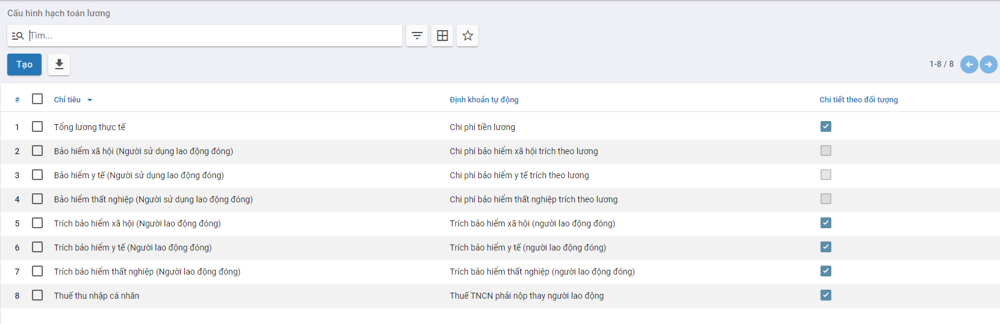 Cấu hình hạch toán lương
Tìm...
Tạo
1-8 / 8
# Chỉ tiêu Định khoản tự động Chi tiết theo đối tượng
1 Tổng lương thực tế Chi phí tiền lương
2 Bảo hiểm xã hội (Người sử dụng lao động đóng) Chi phí bảo hiểm xã hội trích theo lương
3 Bảo hiểm y tế (Người sử dụng lao động đóng) Chi phí bảo hiểm y tế trích theo lương
4 Bảo hiểm thất nghiệp (Người sử dụng lao động đóng) Chi phí bảo hiểm thất nghiệp trích theo lương
5 Trích bảo hiểm xã hội (Người lao động đóng) Trích bảo hiểm xã hội (người lao động đóng)
6 Trích bảo hiểm y tế (Người lao động đóng) Trích bảo hiểm y tế (người lao động đóng)
7 Trích bảo hiểm thất nghiệp (Người lao động đóng) Trích bảo hiểm thất nghiệp (người lao động đóng)
8 Thuế thu nhập cá nhân Thuế TNCN phải nộp thay người lao động